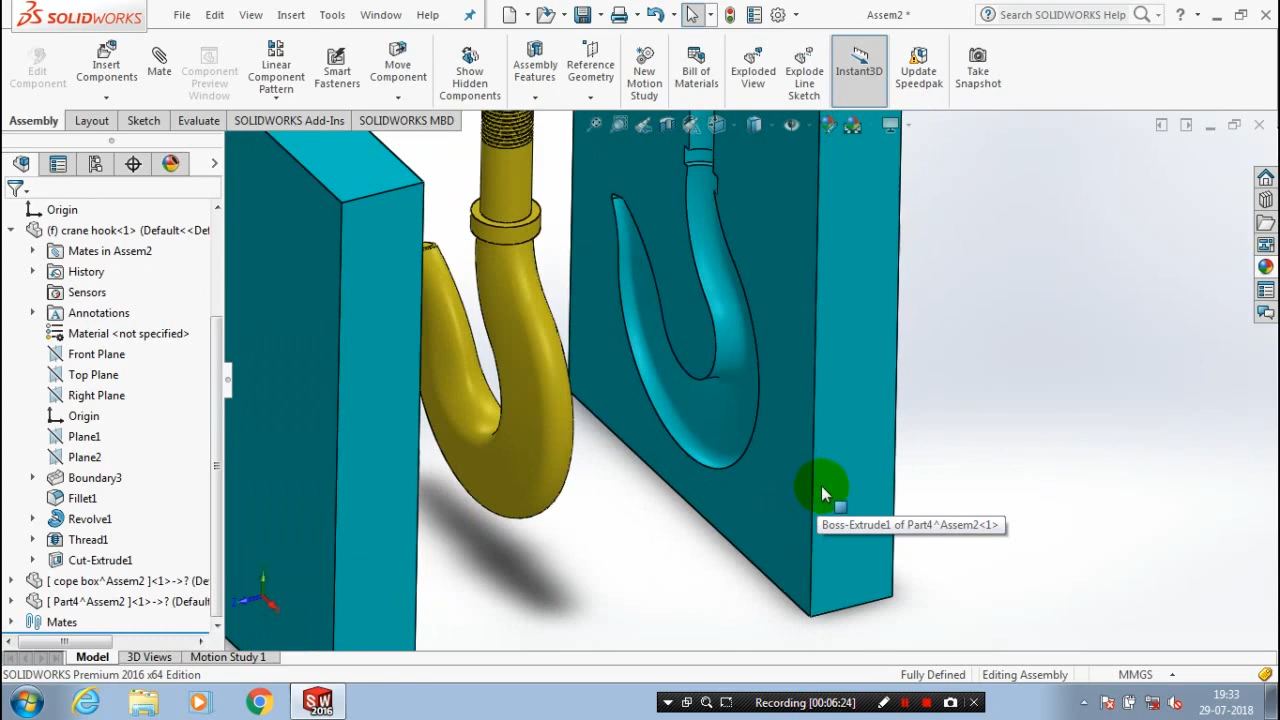 SOLIDWORKS File Edit View Insert Tools Window Help Assem2 * Search SOLIDWORKS Help
Edit Component
Insert Components
Mate
Component Preview Window
Linear Component Pattern
Smart Fasteners
Move Component
Show Hidden Components
Assembly Features
Reference Geometry
New Motion Study
Bill of Materials
Exploded View
Explode Line Sketch
Instant3D
Update Speedpak
Take Snapshot
Assembly Layout Sketch Evaluate SOLIDWORKS Add-Ins SOLIDWORKS MBD
Origin
(f) crane hook<1> (Default<<Def
Mates in Assem2
History
Sensors
Annotations
Material <not specified>
Front Plane
Top Plane
Right Plane
Origin
Plane1
Plane2
Boundary3
Fillet1
Revolve1
Thread1
Cut-Extrude1
[ cope box^Assem2 ]<1>->? (De
[ Part4^Assem2 ]<1>->? (Default
Mates
Boss-Extrude1 of Part4^Assem2<1>
Model 3D Views Motion Study 1
SOLIDWORKS Premium 2016 x64 Edition Fully Defined Editing Assembly MMGS
SW 2016
Recording [00:06:24]
19:33
29-07-2018